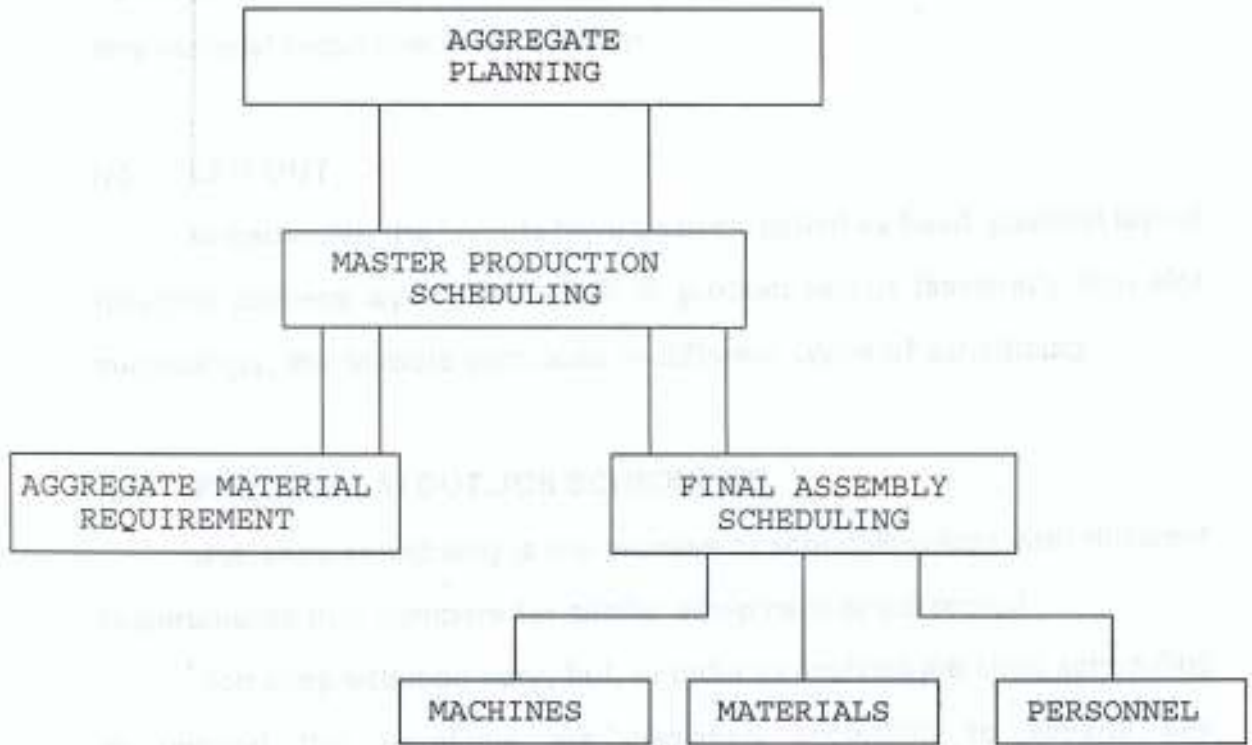 AGGREGATE
PLANNING
MASTER PRODUCTION
SCHEDULING
AGGREGATE MATERIAL
REQUIREMENT
FINAL ASSEMBLY
SCHEDULING
MACHINES
MATERIALS
PERSONNEL